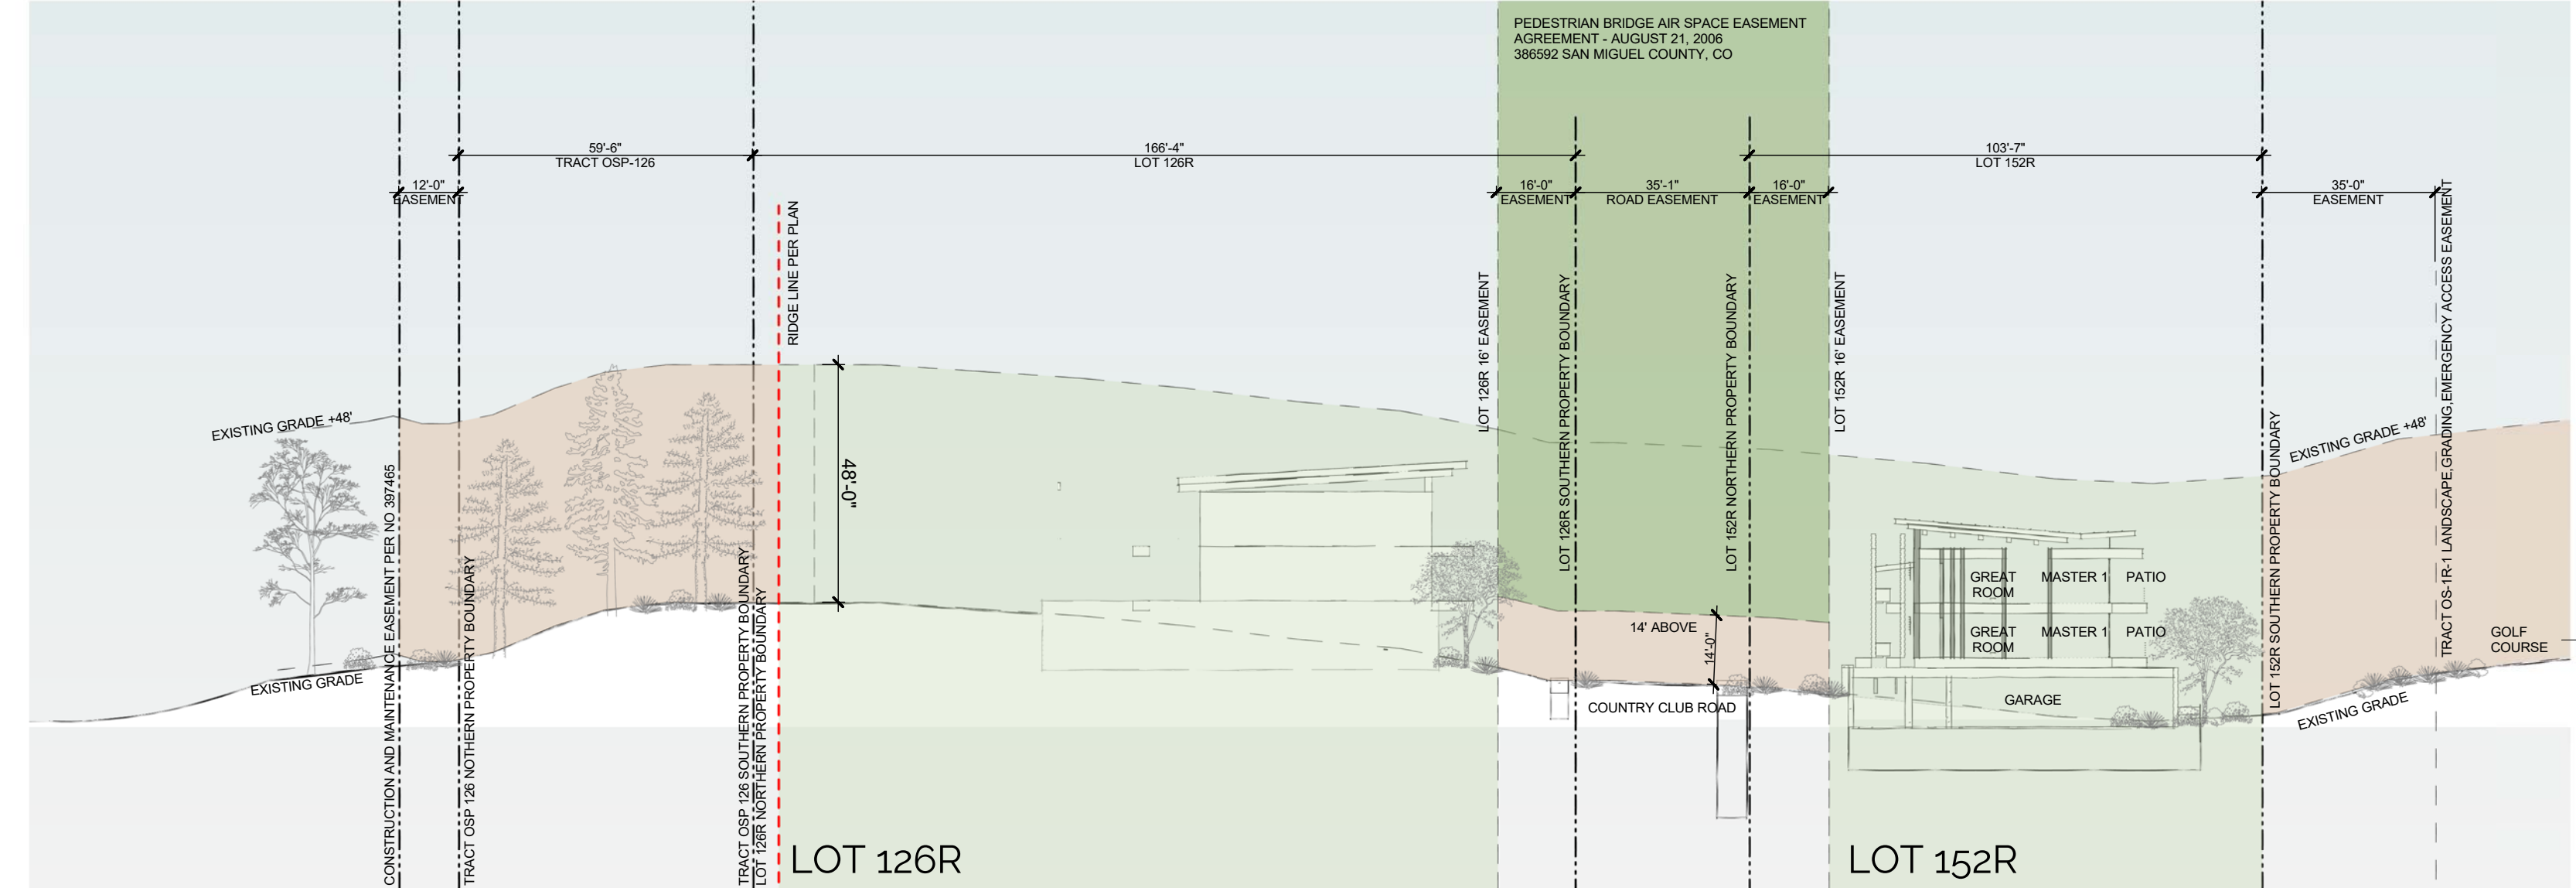 PEDESTRIAN BRIDGE AIR SPACE EASEMENT
AGREEMENT - AUGUST 21, 2006
386592 SAN MIGUEL COUNTY, CO
59'-6"
TRACT OSP-126
166'-4"
LOT 126R
103'-7"
LOT 152R
12'-0"
EASEMENT
16'-0"
EASEMENT
35'-1"
ROAD EASEMENT
16'-0"
EASEMENT
35'-0"
EASEMENT
RIDGE LINE PER PLAN
LOT 126R 16' EASEMENT
LOT 126R SOUTHERN PROPERTY BOUNDARY
LOT 152R NORTHERN PROPERTY BOUNDARY
LOT 152R 16' EASEMENT
TRACT OS-1R-1 LANDSCAPE,GRADING,EMERGENCY ACCESS EASEMENT
EXISTING GRADE +48'
EXISTING GRADE +48'
48'-0"
CONSTRUCTION AND MAINTENANCE EASEMENT PER NO 397465
TRACT OSP 126 NOTHERN PROPERTY BOUNDARY
TRACT OSP 126 SOUTHERN PROPERTY BOUNDARY
LOT 126R NORTHERN PROPERTY BOUNDARY
LOT 152R SOUTHERN PROPERTY BOUNDARY
GREAT
ROOM
MASTER 1
PATIO
GREAT
ROOM
MASTER 1
PATIO
14' ABOVE
14'-0"
GOLF
COURSE
EXISTING GRADE
COUNTRY CLUB ROAD
GARAGE
EXISTING GRADE
LOT 126R
LOT 152R